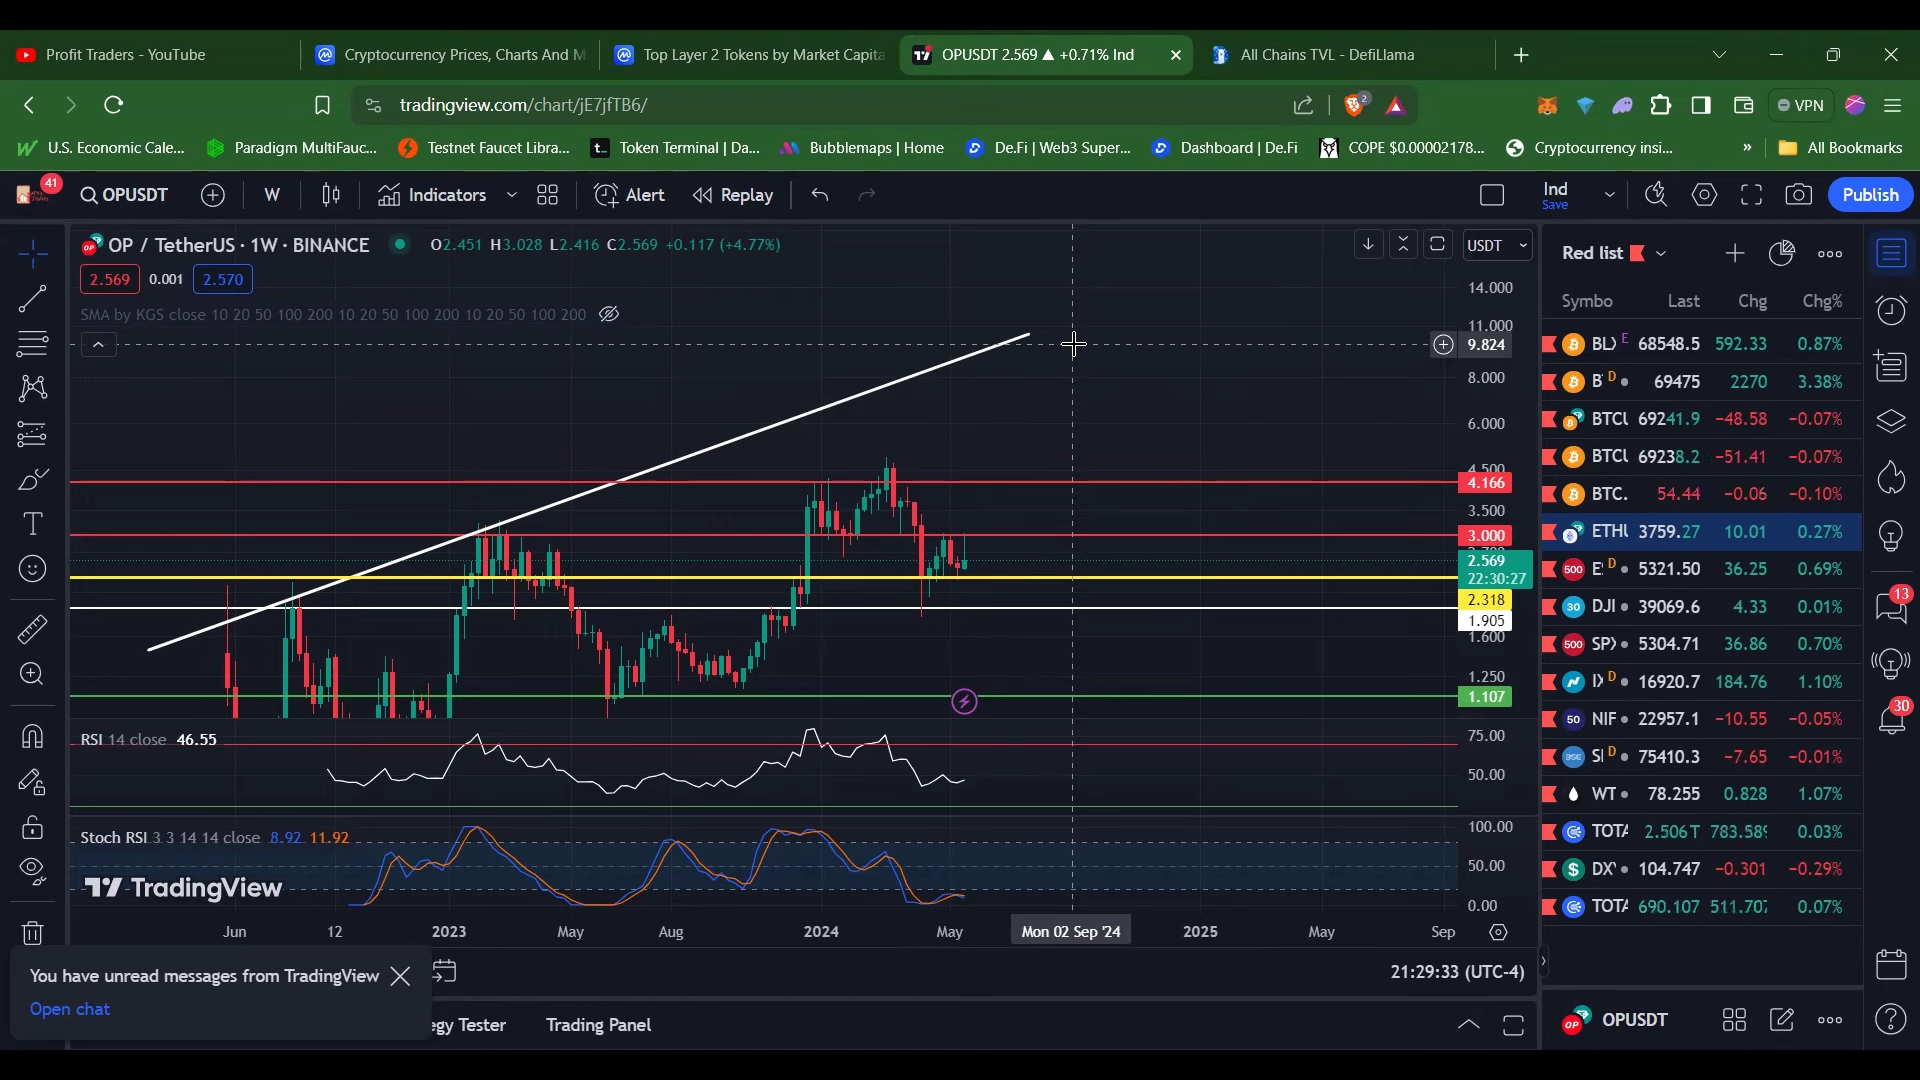 Profit Traders - YouTube
Cryptocurrency Prices, Charts And M
Top Layer 2 Tokens by Market Capita
OPUSDT 2.569 ▲ +0.71% Ind
All Chains TVL - DefiLlama
tradingview.com/chart/jE7jfTB6/
2
VPN
U.S. Economic Cale...
Paradigm MultiFauc...
Testnet Faucet Libra...
Token Terminal | Da...
Bubblemaps | Home
De.Fi | Web3 Super...
Dashboard | De.Fi
COPE $0.00002178...
Cryptocurrency insi...
» All Bookmarks
41
OPUSDT
W
Indicators
Alert
Replay
Ind
Save
Publish
OP / TetherUS · 1W · BINANCE O2.451 H3.028 L2.416 C2.569 +0.117 (+4.77%)
2.569 0.001 2.570
SMA by KGS close 10 20 50 100 200 10 20 50 100 200 10 20 50 100 200
USDT
14.000
11.000
9.824
8.000
6.000
4.500
4.166
3.500
3.000
2.569
22:30:27
2.318
1.905
1.600
1.250
1.107
RSI 14 close 46.55
75.00
50.00
Stoch RSI 3 3 14 14 close 8.92 11.92
100.00
50.00
0.00
TradingView
Jun 12 2023 May Aug 2024 May Mon 02 Sep '24 2025 May Sep
21:29:33 (UTC-4)
You have unread messages from TradingView
Open chat
egy Tester
Trading Panel
Red list
Symbo Last Chg Chg%
BL E 68548.5 592.33 0.87%
B D 69475 2270 3.38%
BTCU 69241.9 −48.58 −0.07%
BTCU 69238.2 −51.41 −0.07%
BTC. 54.44 −0.06 −0.10%
ETHU 3759.27 10.01 0.27%
500 E D 5321.50 36.25 0.69%
30 DJI 39069.6 4.33 0.01%
500 SP 5304.71 36.86 0.70%
D 16920.7 184.76 1.10%
50 NIF 22957.1 −10.55 −0.05%
D 75410.3 −7.65 −0.01%
WT 78.255 0.828 1.07%
TOTA 2.506T 0.03%
DX 104.747 −0.301 −0.29%
TOTA 690.107 0.07%
OPUSDT
13
30